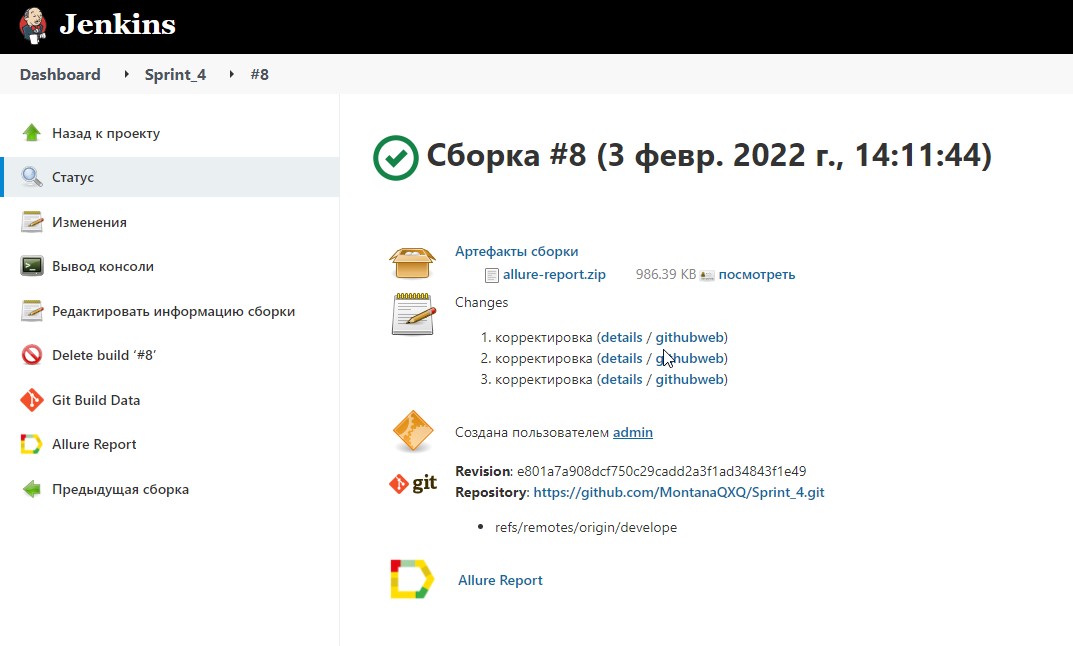 Jenkins
Dashboard Sprint_4 #8
Назад к проекту
Статус
Изменения
Вывод консоли
Редактировать информацию сборки
Delete build ‘#8’
Git Build Data
Allure Report
Предыдущая сборка
Сборка #8 (3 февр. 2022 г., 14:11:44)
Артефакты сборки
allure-report.zip 986.39 KB посмотреть
Changes
1. корректировка (details / githubweb)
2. корректировка (details / githubweb)
3. корректировка (details / githubweb)
Создана пользователем admin
git
Revision: e801a7a908dcf750c29cadd2a3f1ad34843f1e49
Repository: https://github.com/MontanaQXQ/Sprint_4.git
• refs/remotes/origin/develope
Allure Report